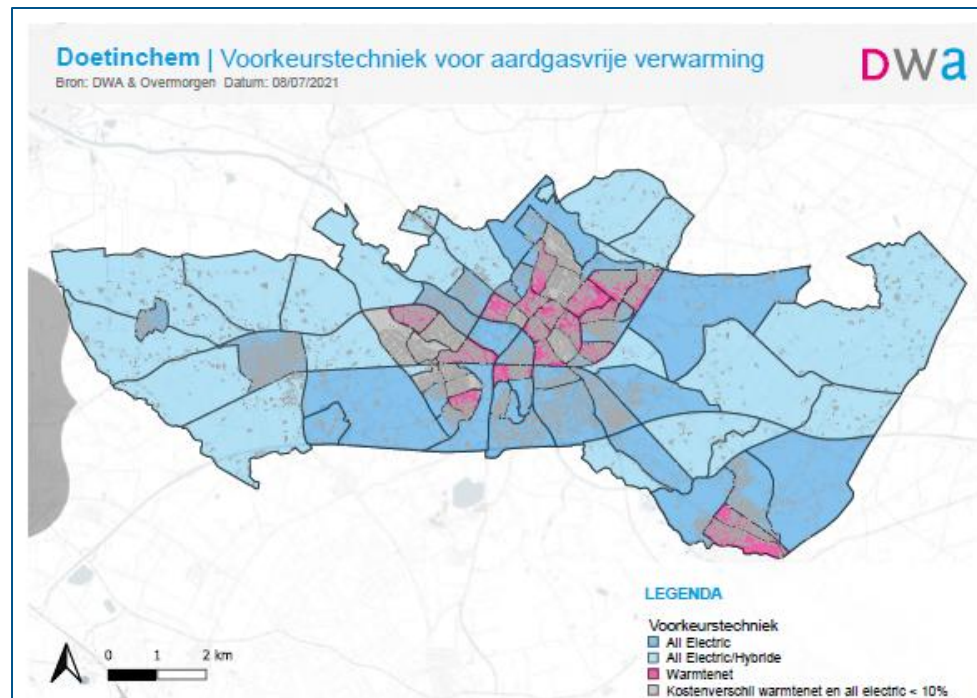 Doetinchem | Voorkeurstechniek voor aardgasvrije verwarming
Bron: DWA & Overmorgen Datum: 08/07/2021
DWa
LEGENDA
Voorkeurstechniek
All Electric
All Electric/Hybride
Warmtenet
Kostenverschil warmtenet en all electric < 10%
0 1 2 km